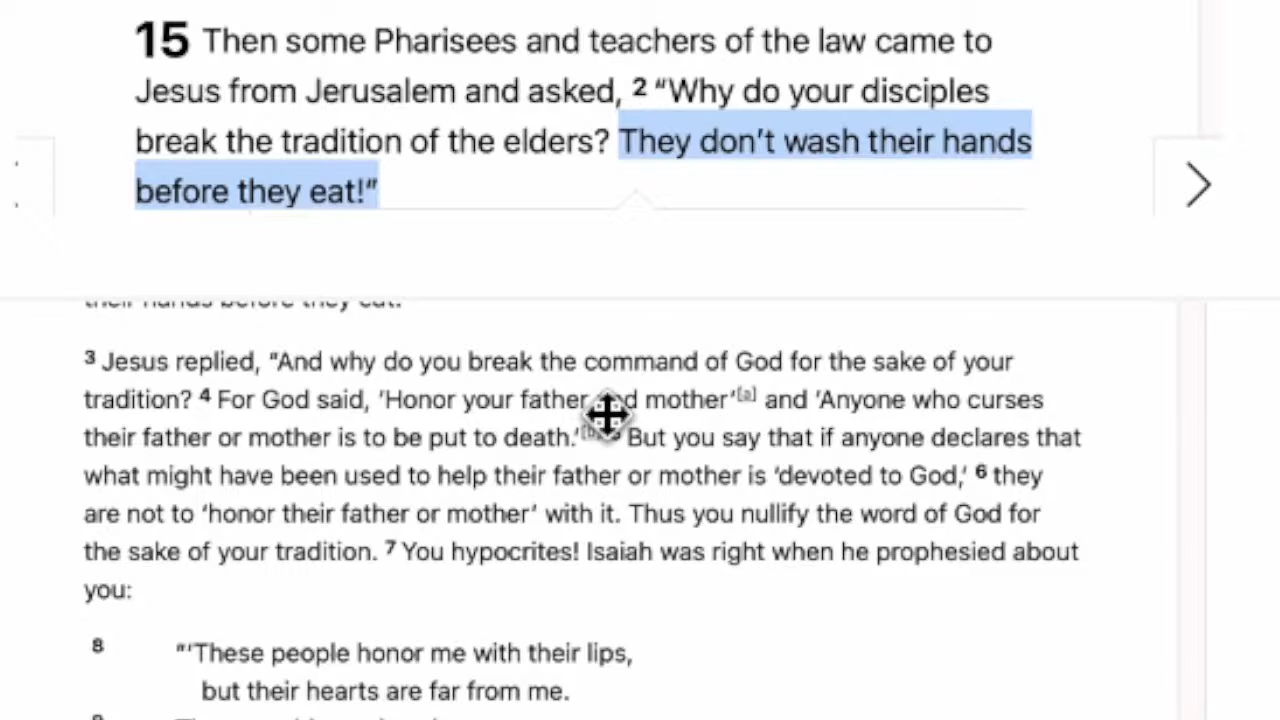 15 Then some Pharisees and teachers of the law came to
Jesus from Jerusalem and asked, 2 “Why do your disciples
break the tradition of the elders? They don’t wash their hands
before they eat!”
their hands before they eat.
3 Jesus replied, “And why do you break the command of God for the sake of your
tradition? 4 For God said, ‘Honor your father mother’[a] and ‘Anyone who curses
their father or mother is to be put to death.’ But you say that if anyone declares that
what might have been used to help their father or mother is ‘devoted to God,’ 6 they
are not to ‘honor their father or mother’ with it. Thus you nullify the word of God for
the sake of your tradition. 7 You hypocrites! Isaiah was right when he prophesied about
you:
8 “‘These people honor me with their lips,
but their hearts are far from me.